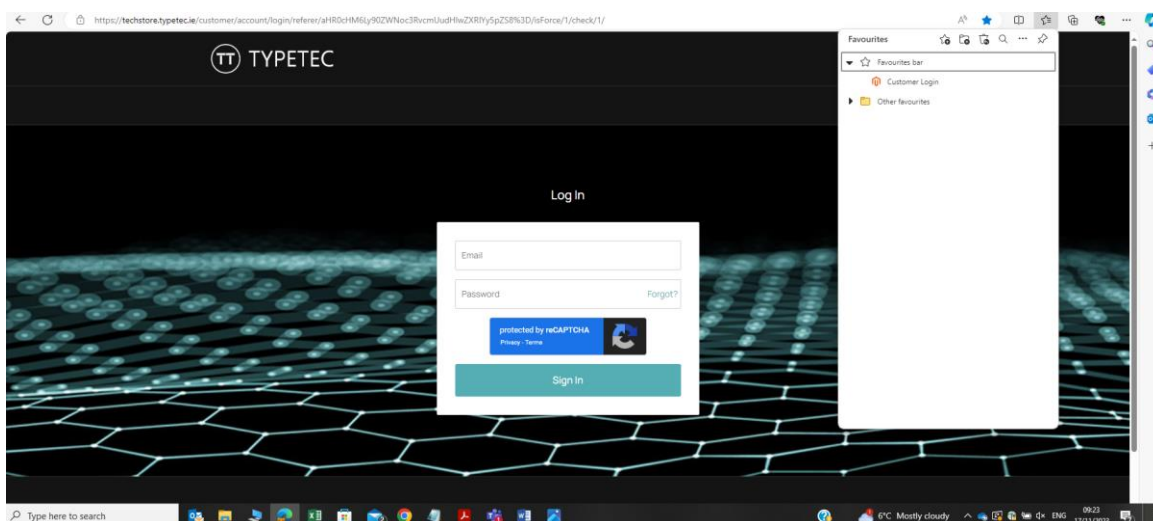 https://techstore.typetec.ie/customer/account/login/referer/aHR0cHM6Ly90ZWNoc3RvcmUudHlwZXRlYy5pZS8%3D/isForce/1/check/1/
Favourites
Favourites bar
Customer Login
Other favourites
TT TYPETEC
Log In
Email
Password Forgot?
protected by reCAPTCHA
Privacy - Terms
Sign In
Type here to search
6°C Mostly cloudy
ENG
09:23